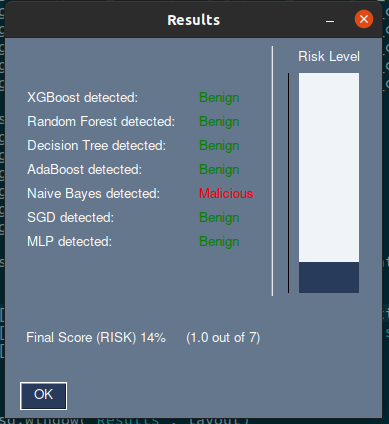 Results
Risk Level
XGBoost detected: Benign
Random Forest detected: Benign
Decision Tree detected: Benign
AdaBoost detected: Benign
Naive Bayes detected: Malicious
SGD detected: Benign
MLP detected: Benign
Final Score (RISK) 14% (1.0 out of 7)
OK